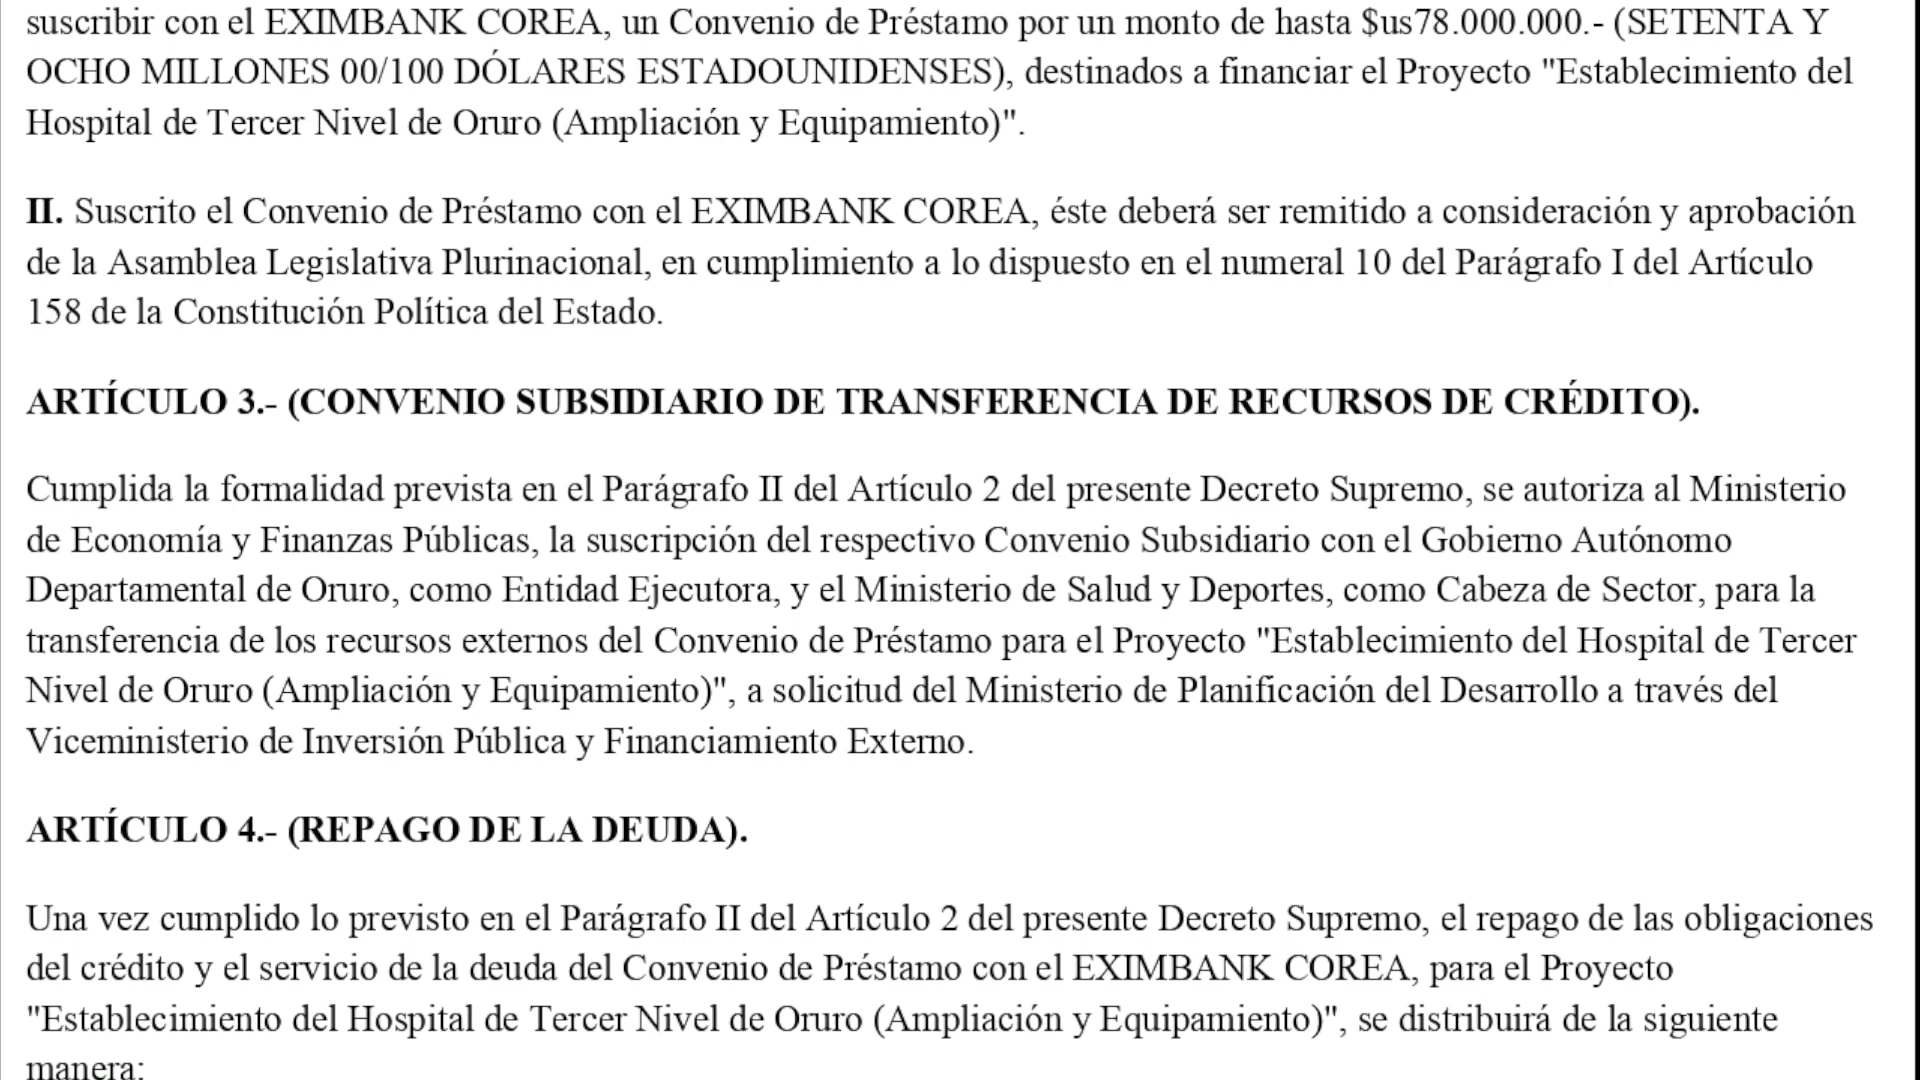 suscribir con el EXIMBANK COREA, un Convenio de Préstamo por un monto de hasta $us78.000.000.- (SETENTA Y
OCHO MILLONES 00/100 DÓLARES ESTADOUNIDENSES), destinados a financiar el Proyecto "Establecimiento del
Hospital de Tercer Nivel de Oruro (Ampliación y Equipamiento)".
II. Suscrito el Convenio de Préstamo con el EXIMBANK COREA, éste deberá ser remitido a consideración y aprobación
de la Asamblea Legislativa Plurinacional, en cumplimiento a lo dispuesto en el numeral 10 del Parágrafo I del Artículo
158 de la Constitución Política del Estado.
ARTÍCULO 3.- (CONVENIO SUBSIDIARIO DE TRANSFERENCIA DE RECURSOS DE CRÉDITO).
Cumplida la formalidad prevista en el Parágrafo II del Artículo 2 del presente Decreto Supremo, se autoriza al Ministerio
de Economía y Finanzas Públicas, la suscripción del respectivo Convenio Subsidiario con el Gobierno Autónomo
Departamental de Oruro, como Entidad Ejecutora, y el Ministerio de Salud y Deportes, como Cabeza de Sector, para la
transferencia de los recursos externos del Convenio de Préstamo para el Proyecto "Establecimiento del Hospital de Tercer
Nivel de Oruro (Ampliación y Equipamiento)", a solicitud del Ministerio de Planificación del Desarrollo a través del
Viceministerio de Inversión Pública y Financiamiento Externo.
ARTÍCULO 4.- (REPAGO DE LA DEUDA).
Una vez cumplido lo previsto en el Parágrafo II del Artículo 2 del presente Decreto Supremo, el repago de las obligaciones
del crédito y el servicio de la deuda del Convenio de Préstamo con el EXIMBANK COREA, para el Proyecto
"Establecimiento del Hospital de Tercer Nivel de Oruro (Ampliación y Equipamiento)", se distribuirá de la siguiente
manera: